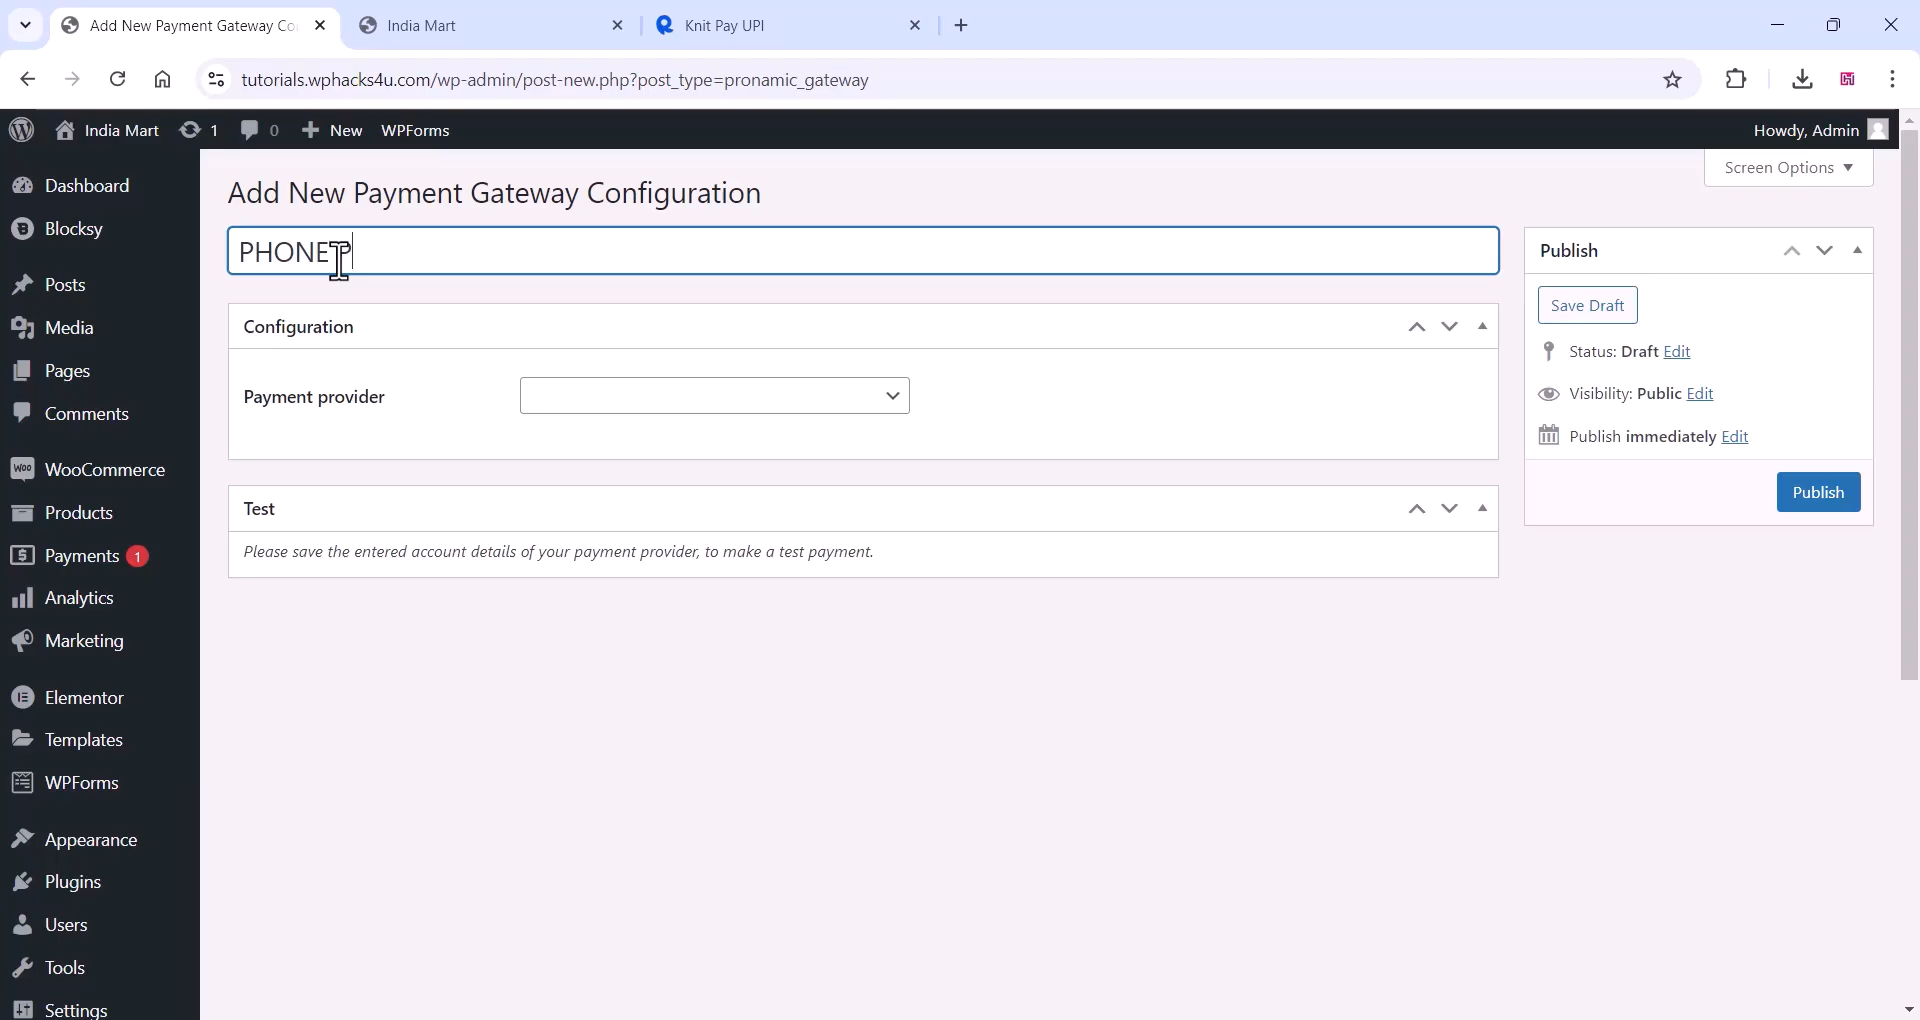 Add New Payment Gateway Co
India Mart
Knit Pay UPI
tutorials.wphacks4u.com/wp-admin/post-new.php?post_type=pronamic_gateway
India Mart 1 0 New WPForms
Howdy, Admin
Screen Options
Dashboard
Blocksy
Posts
Media
Pages
Comments
WooCommerce
Products
Payments 1
Analytics
Marketing
Elementor
Templates
WPForms
Appearance
Plugins
Users
Tools
Settings
Add New Payment Gateway Configuration
PHONE P
Configuration
Payment provider
Test
Please save the entered account details of your payment provider, to make a test payment.
Publish
Save Draft
Status: Draft Edit
Visibility: Public Edit
Publish immediately Edit
Publish